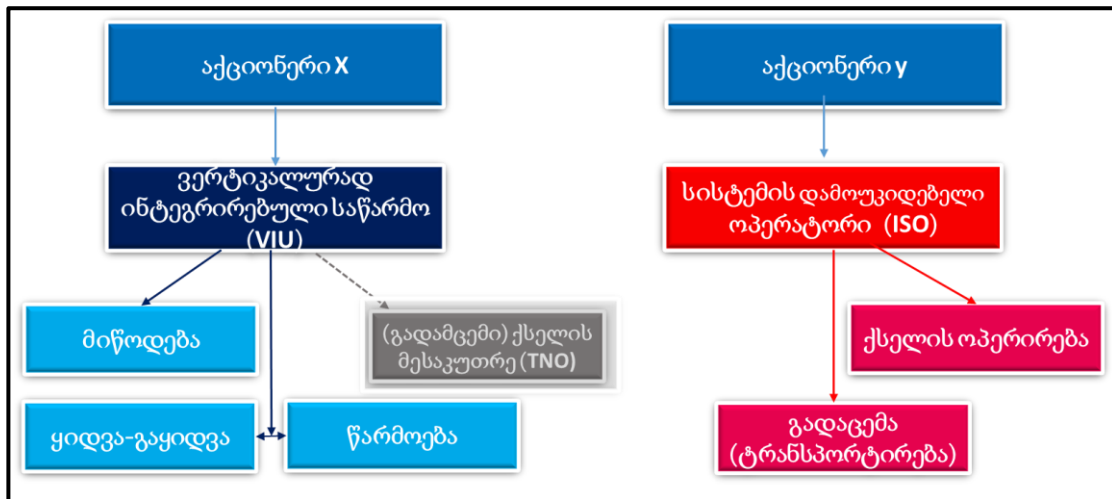 აქციონერი X
აქციონერი y
ვერტიკალურად
ინტეგრირებული საწარმო
(VIU)
სისტემის დამოუკიდებელი
ოპერატორი (ISO)
მიწოდება
(გადამცემი) ქსელის
მესაკუთრე (TNO)
ქსელის ოპერირება
ყიდვა-გაყიდვა
წარმოება
გადაცემა
(ტრანსპორტირება)